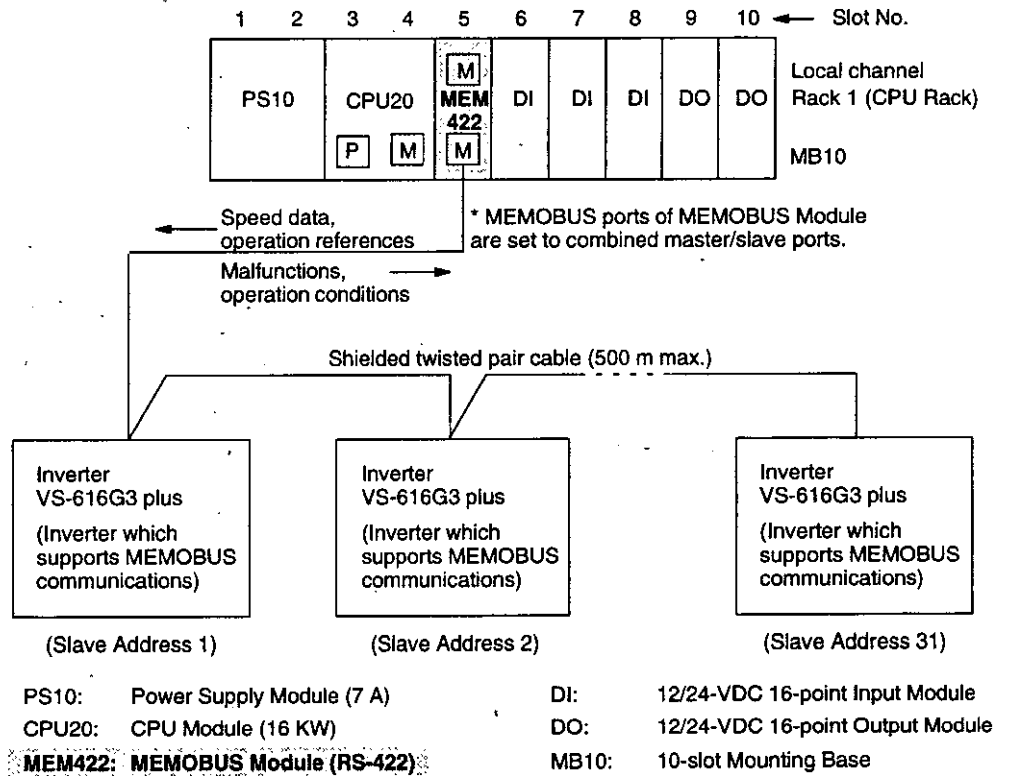 1 2 3 4 5 6 7 8 9 10 Slot No.
PS10 CPU20 M MEM 422 DI DI DI DO DO
P M M
Local channel
Rack 1 (CPU Rack)
MB10
Speed data,
operation references
Malfunctions,
operation conditions
* MEMOBUS ports of MEMOBUS Module
are set to combined master/slave ports.
Shielded twisted pair cable (500 m max.)
Inverter
VS-616G3 plus
(Inverter which
supports MEMOBUS
communications)
Inverter
VS-616G3 plus
(Inverter which
supports MEMOBUS
communications)
Inverter
VS-616G3 plus
(Inverter which
supports MEMOBUS
communications)
(Slave Address 1) (Slave Address 2) (Slave Address 31)
PS10: Power Supply Module (7 A)
CPU20: CPU Module (16 KW)
MEM422: MEMOBUS Module (RS-422)
DI: 12/24-VDC 16-point Input Module
DO: 12/24-VDC 16-point Output Module
MB10: 10-slot Mounting Base